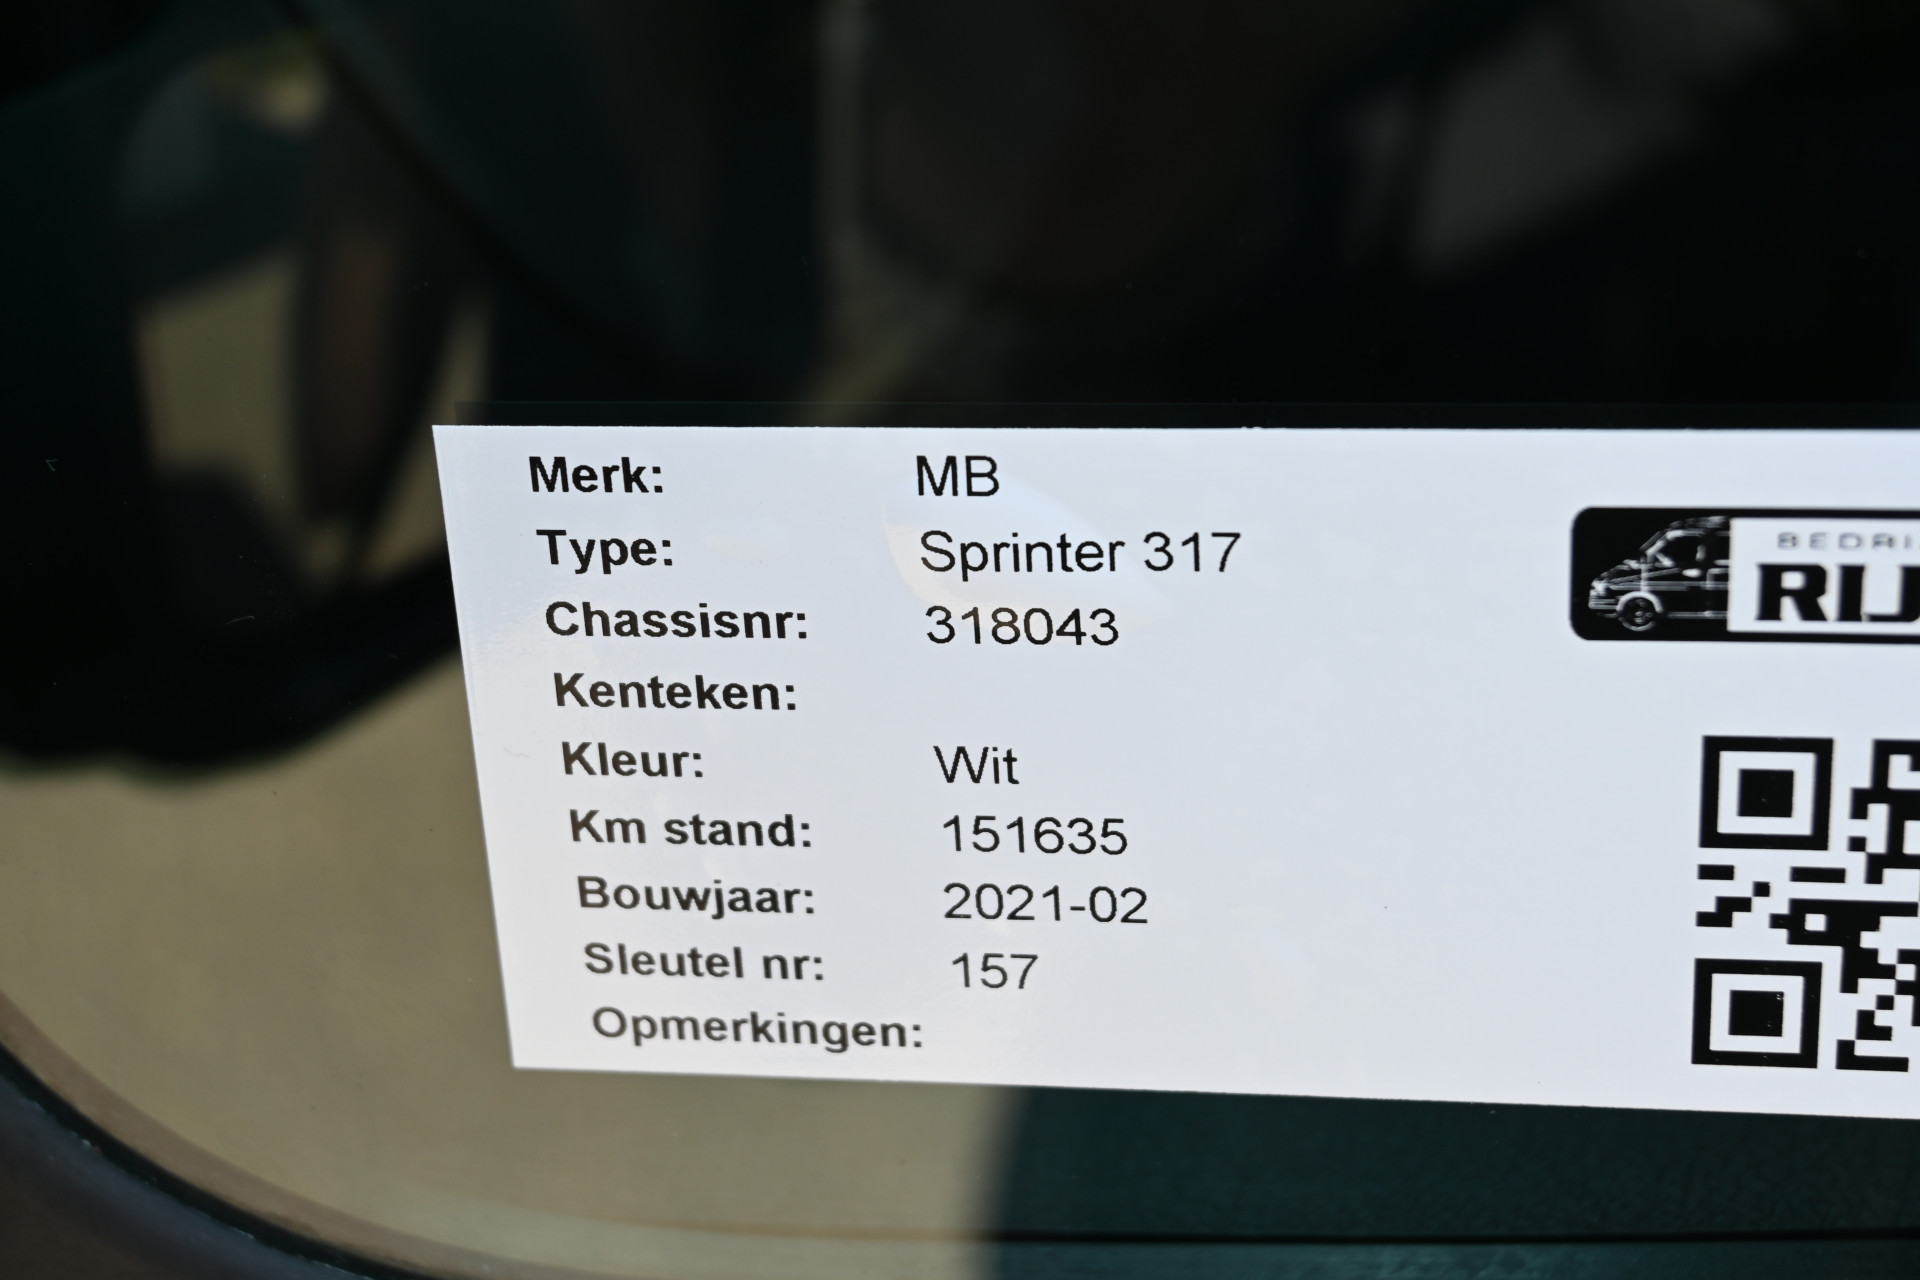 Merk: MB
Type: Sprinter 317
Chassisnr: 318043
Kenteken:
Kleur: Wit
Km stand: 151635
Bouwjaar: 2021-02
Sleutel nr: 157
Opmerkingen:
BEDRI
RIJ